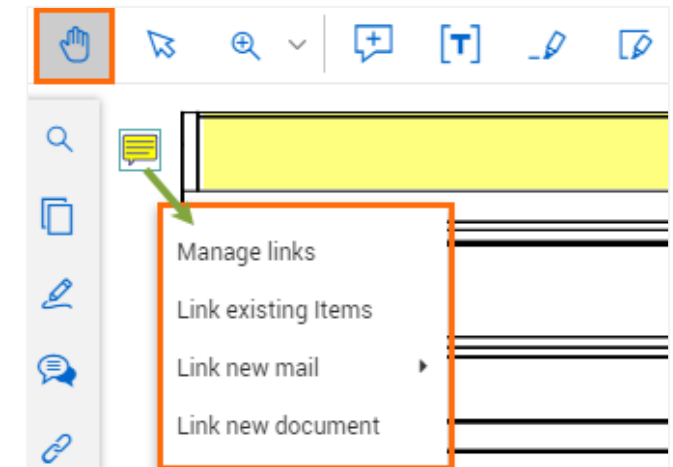 [T]
Manage links
Link existing Items
Link new mail
Link new document